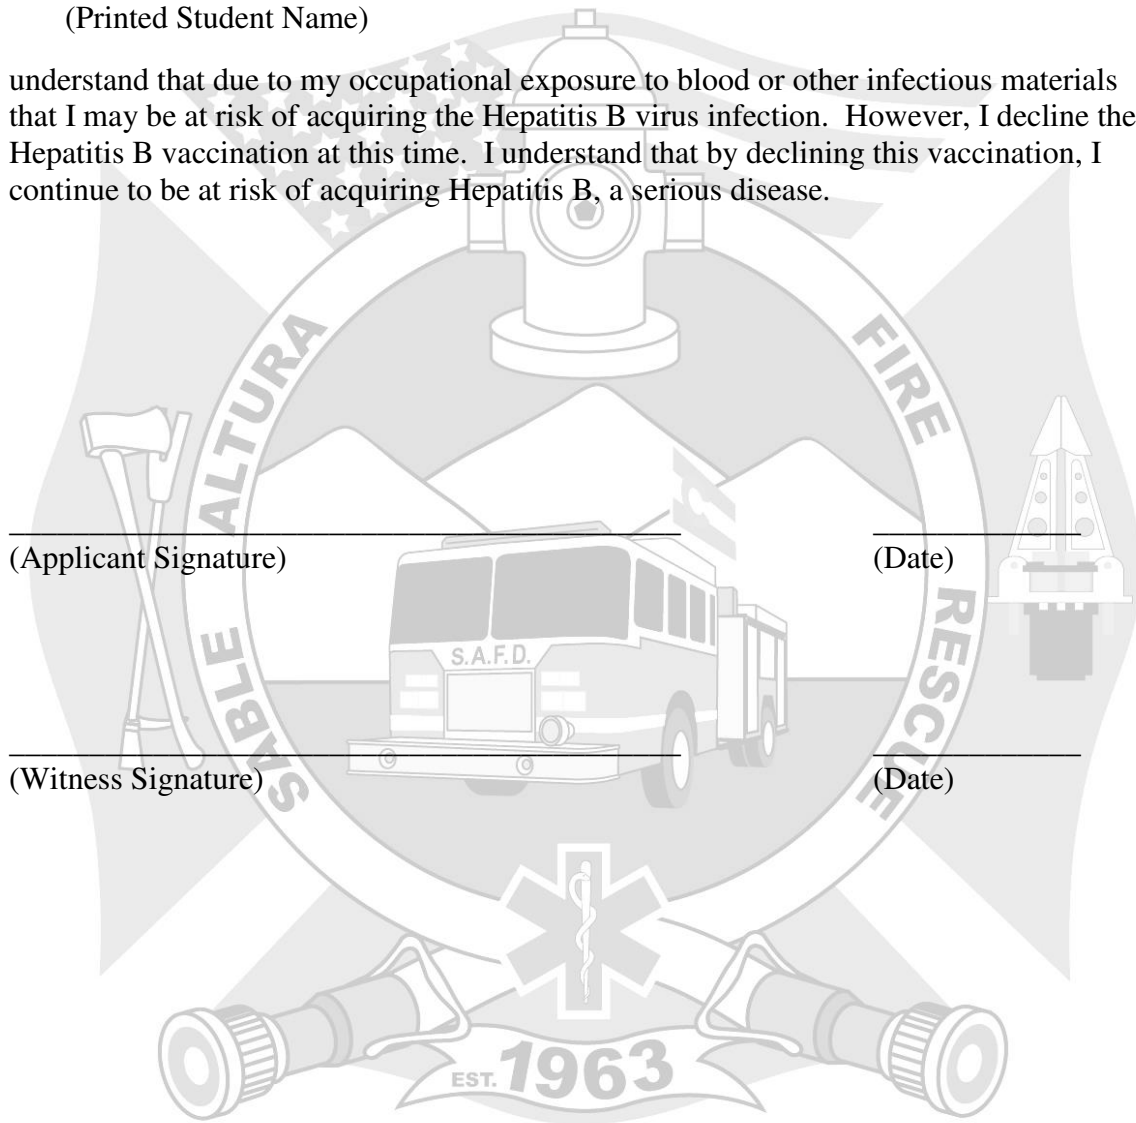 (Printed Student Name)
understand that due to my occupational exposure to blood or other infectious materials
that I may be at risk of acquiring the Hepatitis B virus infection.  However, I decline the
Hepatitis B vaccination at this time.  I understand that by declining this vaccination, I
continue to be at risk of acquiring Hepatitis B, a serious disease.
SABLE ALTURA FIRE RESCUE
(Applicant Signature) (Date)
S.A.F.D.
(Witness Signature) (Date)
EST. 1963